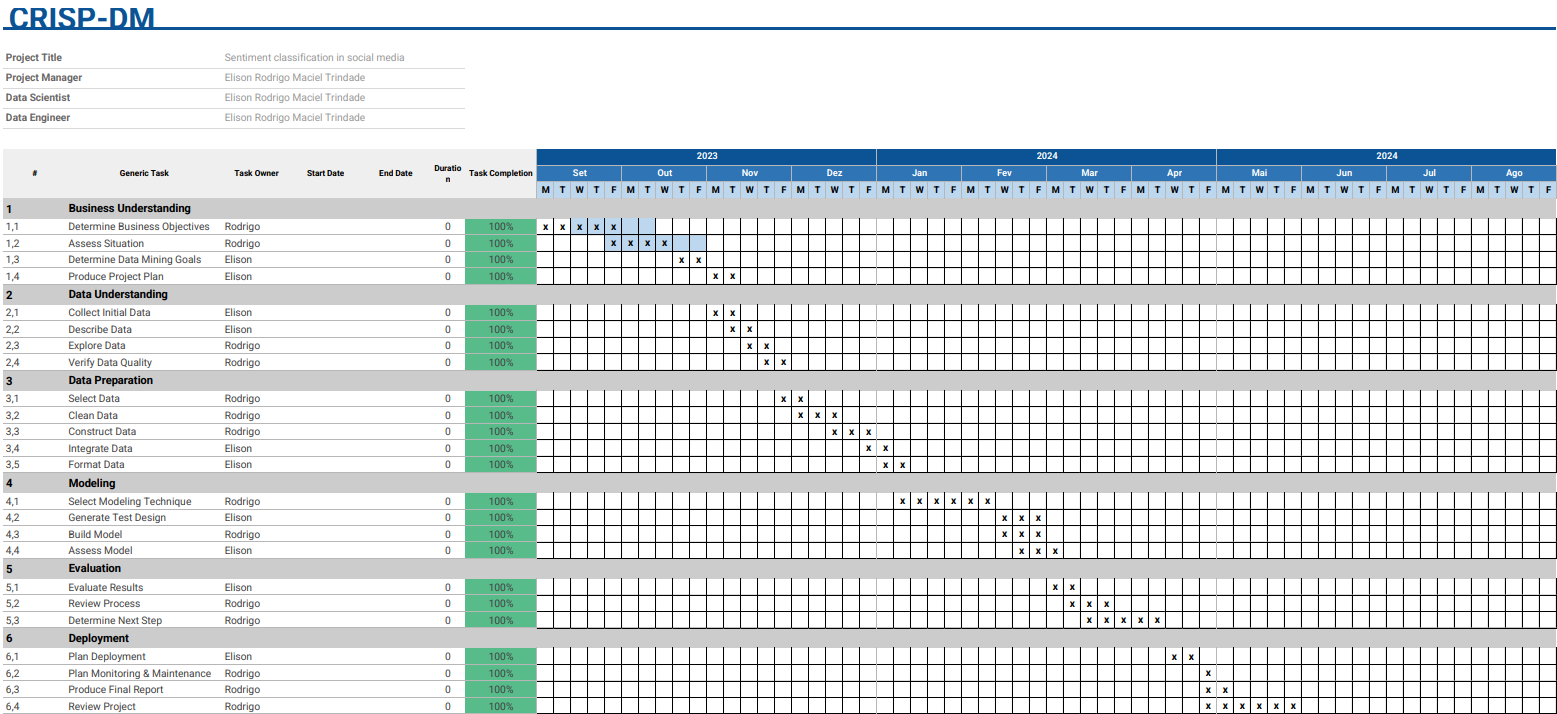 CRISP-DM
Project Title Sentiment classification in social media
Project Manager Elison Rodrigo Maciel Trindade
Data Scientist Elison Rodrigo Maciel Trindade
Data Engineer Elison Rodrigo Maciel Trindade
2023 2024 2024
# Generic Task Task Owner Start Date End Date Duration Task Completion
Set Out Nov Dez Jan Fev Mar Apr Mai Jun Jul Ago
M T W T F M T W T F M T W T F M T W T F M T W T F M T W T F M T W T F M T W T F M T W T F M T W T F M T W T F M T W T F
1 Business Understanding
1,1 Determine Business Objectives Rodrigo 0 100% x x x x x
1,2 Assess Situation Rodrigo 0 100% x x x x
1,3 Determine Data Mining Goals Elison 0 100% x x
1,4 Produce Project Plan Elison 0 100% x x
2 Data Understanding
2,1 Collect Initial Data Elison 0 100% x x
2,2 Describe Data Elison 0 100% x x
2,3 Explore Data Rodrigo 0 100% x x
2,4 Verify Data Quality Rodrigo 0 100% x x
3 Data Preparation
3,1 Select Data Rodrigo 0 100% x x
3,2 Clean Data Rodrigo 0 100% x x x
3,3 Construct Data Rodrigo 0 100% x x x
3,4 Integrate Data Elison 0 100% x x
3,5 Format Data Elison 0 100% x x
4 Modeling
4,1 Select Modeling Technique Rodrigo 0 100% x x x x x x
4,2 Generate Test Design Elison 0 100% x x x
4,3 Build Model Rodrigo 0 100% x x x
4,4 Assess Model Elison 0 100% x x x
5 Evaluation
5,1 Evaluate Results Elison 0 100% x x
5,2 Review Process Rodrigo 0 100% x x x
5,3 Determine Next Step Rodrigo 0 100% x x x x x
6 Deployment
6,1 Plan Deployment Elison 0 100% x x
6,2 Plan Monitoring & Maintenance Rodrigo 0 100% x
6,3 Produce Final Report Rodrigo 0 100% x x
6,4 Review Project Rodrigo 0 100% x x x x x x